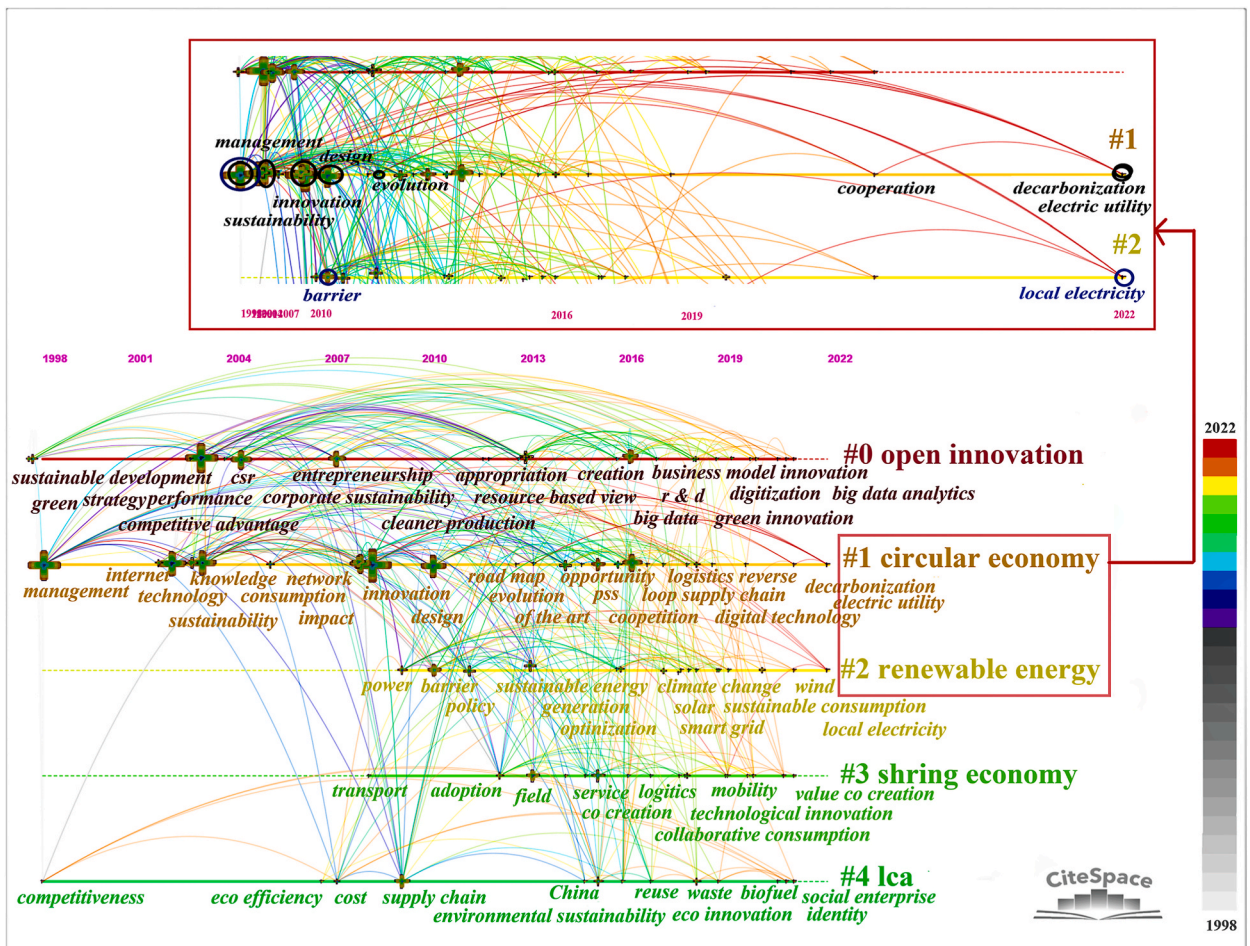 management
design
#1
evolution
cooperation
decarbonization
innovation
electric utility
sustainability
#2
barrier
local electricity
2007
2010
2016
2019
2022
1998
2001
2004
2007
2010
2013
2016
2019
2022
2022
#0 open innovation
sustainable development csr entrepreneurship appropriation creation business model innovation
green strategy performance corporate sustainability resource-based view r & d digitization big data analytics
competitive advantage cleaner production big data green innovation
#1 circular economy
management internet knowledge network innovation road map opportunity logistics reverse decarbonization
technology consumption evolution pss loop supply chain electric utility
sustainability impact design of the art coopetition digital technology
#2 renewable energy
power barrier sustainable energy climate change wind
policy generation solar sustainable consumption
optimization smart grid local electricity
#3 shring economy
transport adoption field service logitics mobility value co creation
co creation technological innovation
collaborative consumption
#4 lca
competitiveness eco efficiency cost supply chain China reuse waste biofuel social enterprise
environmental sustainability eco innovation identity
CiteSpace
1998